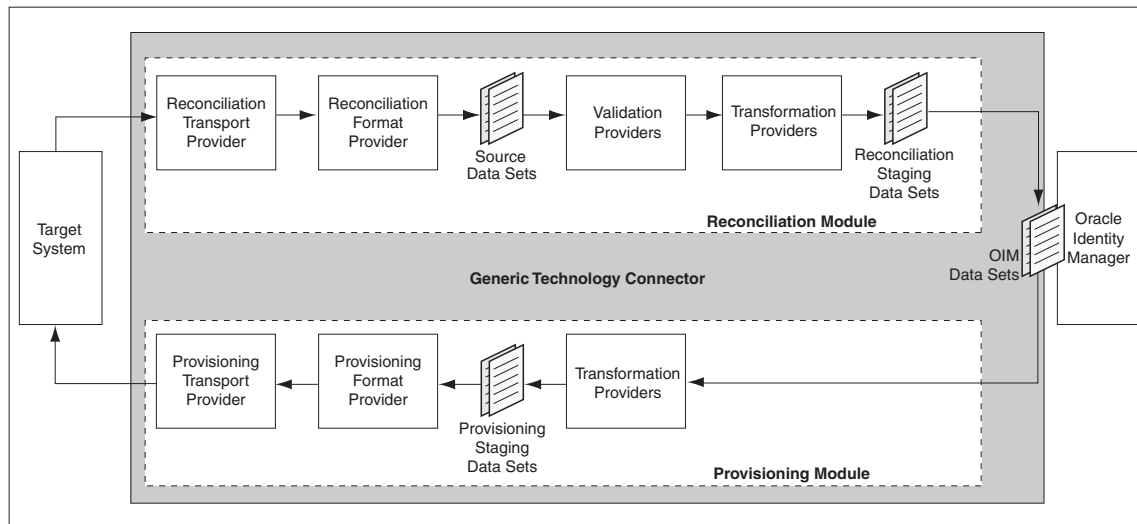 Reconciliation
Transport
Provider
Reconciliation
Format
Provider
Source
Data Sets
Validation
Providers
Transformation
Providers
Reconciliation
Staging
Data Sets
Reconciliation Module
Target
System
Generic Technology Connector
OIM
Data Sets
Oracle
Identity
Manager
Provisioning
Transport
Provider
Provisioning
Format
Provider
Provisioning
Staging
Data Sets
Transformation
Providers
Provisioning Module